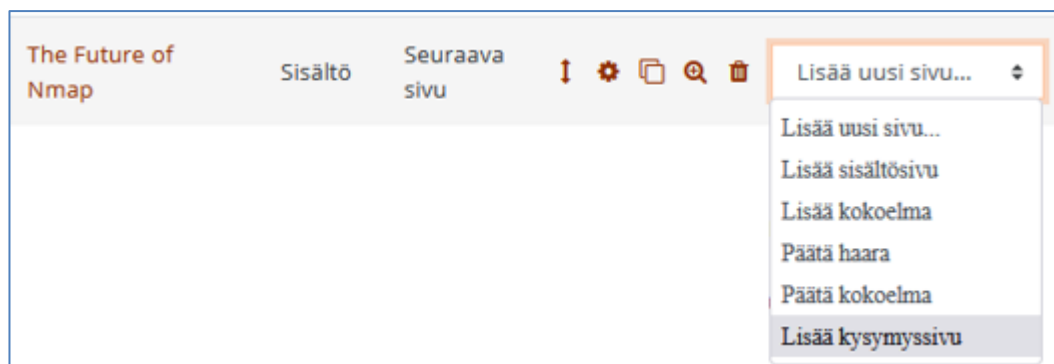 The Future of
Nmap
Sisältö
Seuraava
sivu
Lisää uusi sivu...
Lisää uusi sivu...
Lisää sisältösivu
Lisää kokoelma
Päätä haara
Päätä kokoelma
Lisää kysymyssivu